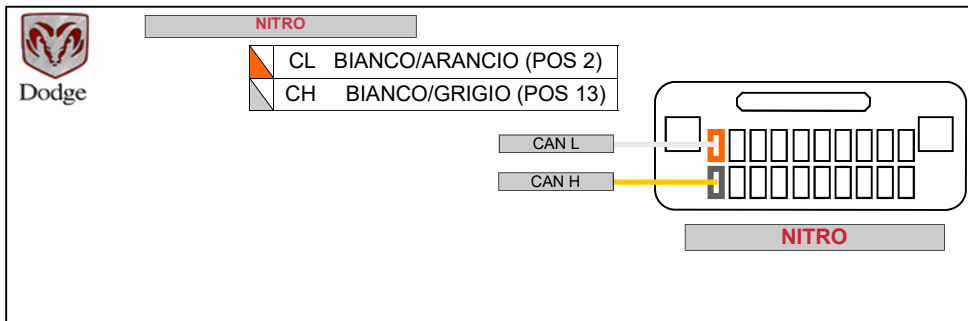 NITRO
CL BIANCO/ARANCIO (POS 2)
CH BIANCO/GRIGIO (POS 13)
Dodge
CAN L
CAN H
NITRO